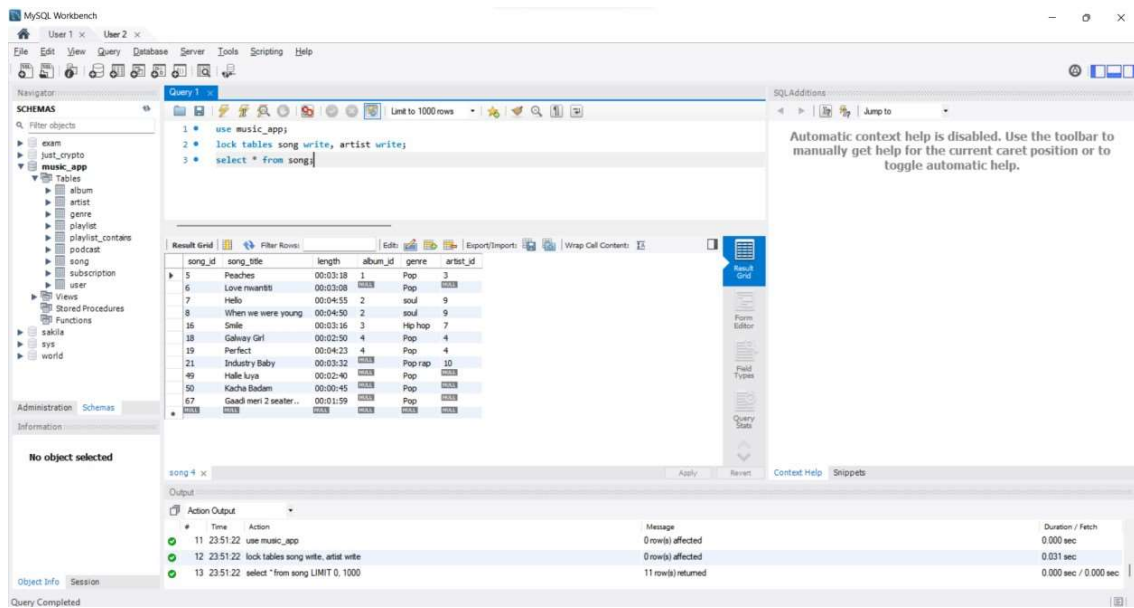 MySQL Workbench
User 1 × User 2 ×
File Edit View Query Database Server Tools Scripting Help
Navigator
SCHEMAS
Filter objects
exam
just_crypto
music_app
Tables
album
artist
genre
playlist
playlist_contains
podcast
song
subscription
user
Views
Stored Procedures
Functions
sakila
sys
world
Administration Schemas
Information
No object selected
Object Info Session
Query 1 ×
Limit to 1000 rows
1 use music_app;
2 lock tables song write, artist write;
3 select * from song;
Result Grid Filter Rows: Edit: Export/Import: Wrap Cell Content:
song_id song_title length album_id genre artist_id
5 Peaches 00:03:18 1 Pop 3
6 Love nwantiti 00:03:08 NULL Pop NULL
7 Hello 00:04:55 2 soul 9
8 When we were young 00:04:50 2 soul 9
16 Smile 00:03:16 3 Hip hop 7
18 Galway Girl 00:02:50 4 Pop 4
19 Perfect 00:04:23 4 Pop 4
21 Industry Baby 00:03:32 NULL Pop rap 10
49 Halle luya 00:02:40 NULL Pop NULL
50 Kacha Badam 00:00:45 NULL Pop NULL
67 Gaadi meri 2 seater... 00:01:59 NULL Pop NULL
NULL NULL NULL NULL NULL NULL
Result Grid
Form Editor
Field Types
Query Stats
song 4 × Apply Revert
SQLAdditions
Jump to
Automatic context help is disabled. Use the toolbar to
manually get help for the current caret position or to
toggle automatic help.
Context Help Snippets
Output
Action Output
# Time Action Message Duration / Fetch
11 23:51:22 use music_app 0 row(s) affected 0.000 sec
12 23:51:22 lock tables song write, artist write 0 row(s) affected 0.031 sec
13 23:51:22 select * from song LIMIT 0, 1000 11 row(s) returned 0.000 sec / 0.000 sec
Query Completed